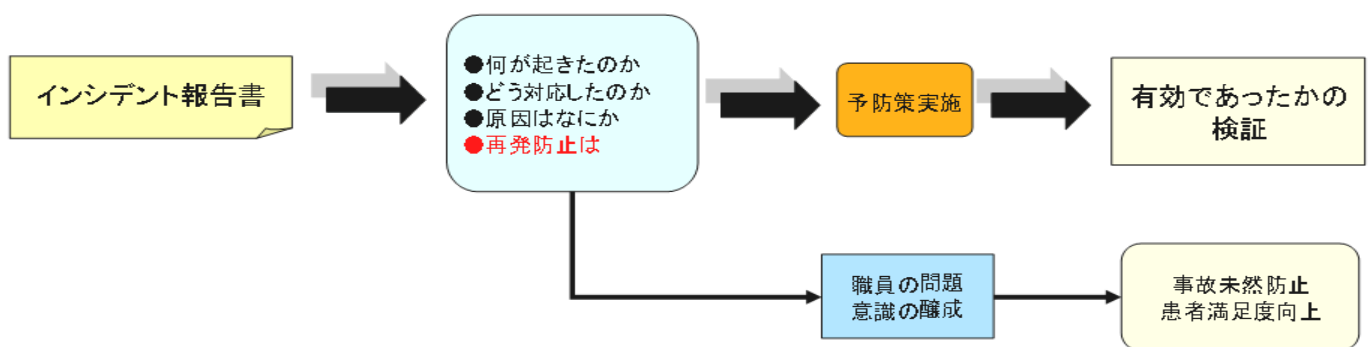 インシデント報告書
●何が起きたのか
●どう対応したのか
●原因はなにか
●再発防止は
予防策実施
有効であったかの
検証
職員の問題
意識の醸成
事故未然防止
患者満足度向上